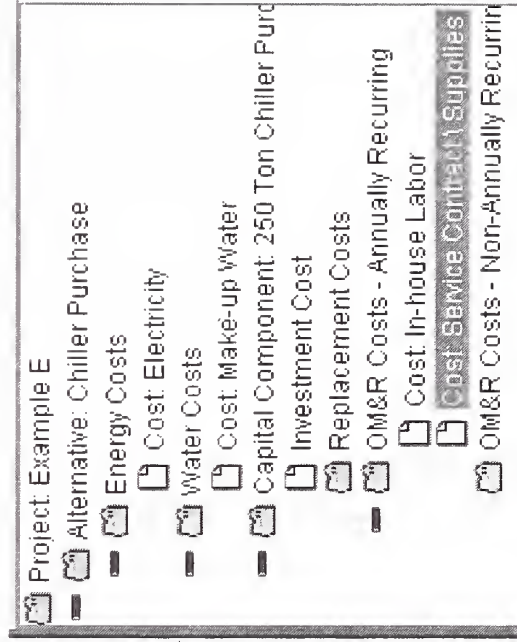 Project: Example E
Alternative: Chiller Purchase
Energy Costs
Cost: Electricity
Water Costs
Cost: Make-up Water
Capital Component: 250 Ton Chiller Purc
Investment Cost
Replacement Costs
OM&R Costs - Annually Recurring
Cost: In-house Labor
Cost: Service Contract \ Supplies
OM&R Costs - Non-Annually Recurrin